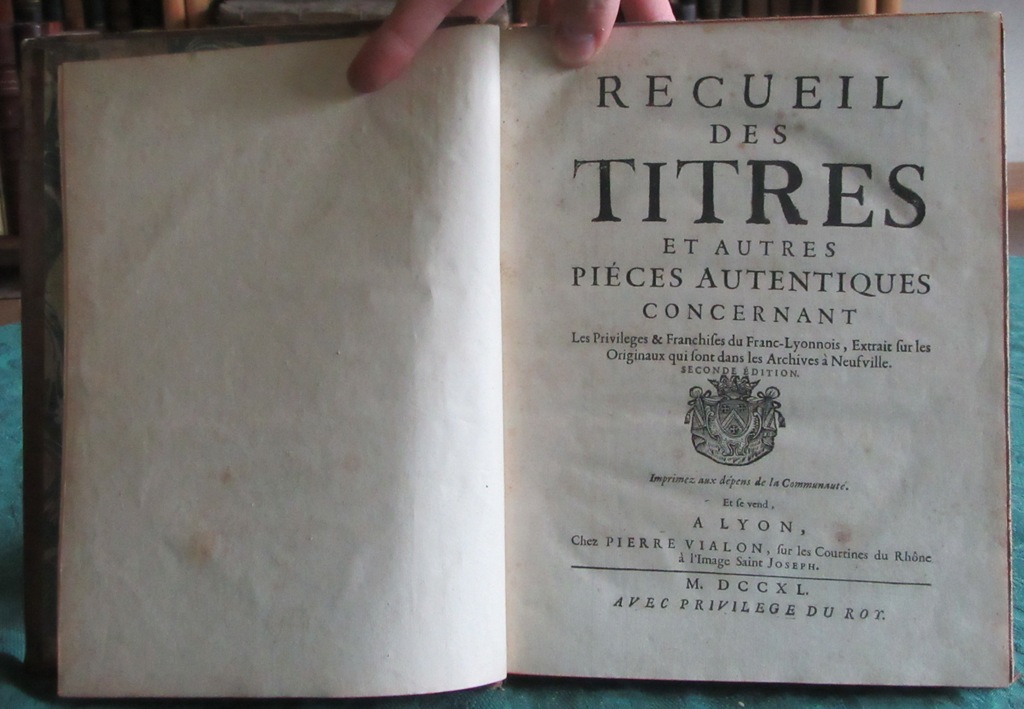 RECUEIL
DES
TITRES
ET AUTRES
PIÉCES AUTENTIQUES
CONCERNANT
Les Privileges & Franchiſes du Franc-Lyonnois, Extrait ſur les
Originaux qui ſont dans les Archives à Neufville.
SECONDE ÉDITION.
Imprimez aux dépens de la Communauté.
Et ſe vend,
A LYON,
Chez PIERRE VIALON, ſur les Courtines du Rhône
à l'Image Saint JOSEPH.
M. DCCXL.
AVEC PRIVILEGE DU ROY.